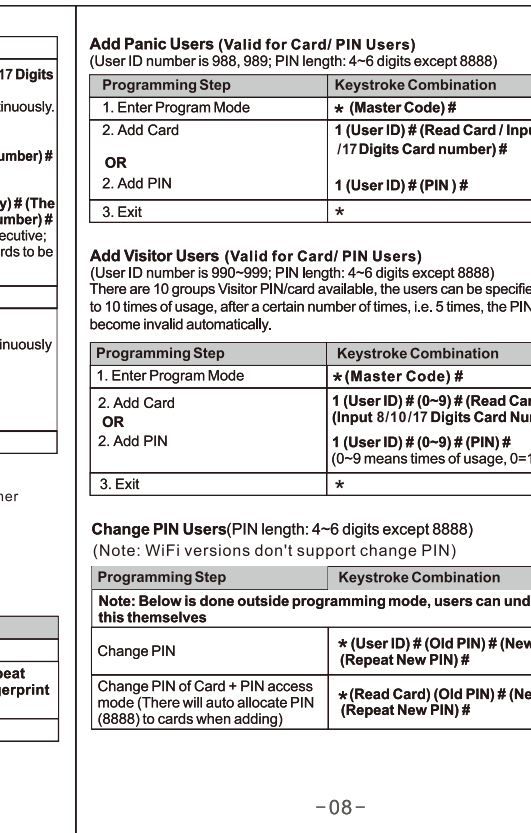 17 Digits
tinuously.
umber) #
y) # (The
umber) #
ecutive;
rds to be
inuously
ner
peat
gerprint
Add Panic Users (Valid for Card/ PIN Users)
(User ID number is 988, 989; PIN length: 4~6 digits except 8888)
Programming Step Keystroke Combination
1. Enter Program Mode * (Master Code) #
2. Add Card 1 (User ID) # (Read Card / Inpu
/17 Digits Card number) #
OR
2. Add PIN 1 (User ID) # (PIN ) #
3. Exit *
Add Visitor Users (Valid for Card/ PIN Users)
(User ID number is 990~999; PIN length: 4~6 digits except 8888)
There are 10 groups Visitor PIN/card available, the users can be specifie
to 10 times of usage, after a certain number of times, i.e. 5 times, the PIN
become invalid automatically.
Programming Step Keystroke Combination
1. Enter Program Mode * (Master Code) #
2. Add Card 1 (User ID) # (0~9) # (Read Car
OR (Input 8/10/17 Digits Card Nu
2. Add PIN 1 (User ID) # (0~9) # (PIN) #
(0~9 means times of usage, 0=1
3. Exit *
Change PIN Users(PIN length: 4~6 digits except 8888)
(Note: WiFi versions don't support change PIN)
Programming Step Keystroke Combination
Note: Below is done outside programming mode, users can und
this themselves
Change PIN * (User ID) # (Old PIN) # (New
(Repeat New PIN) #
Change PIN of Card + PIN access
mode (There will auto allocate PIN * (Read Card) (Old PIN) # (Ne
(8888) to cards when adding) (Repeat New PIN) #
-08-